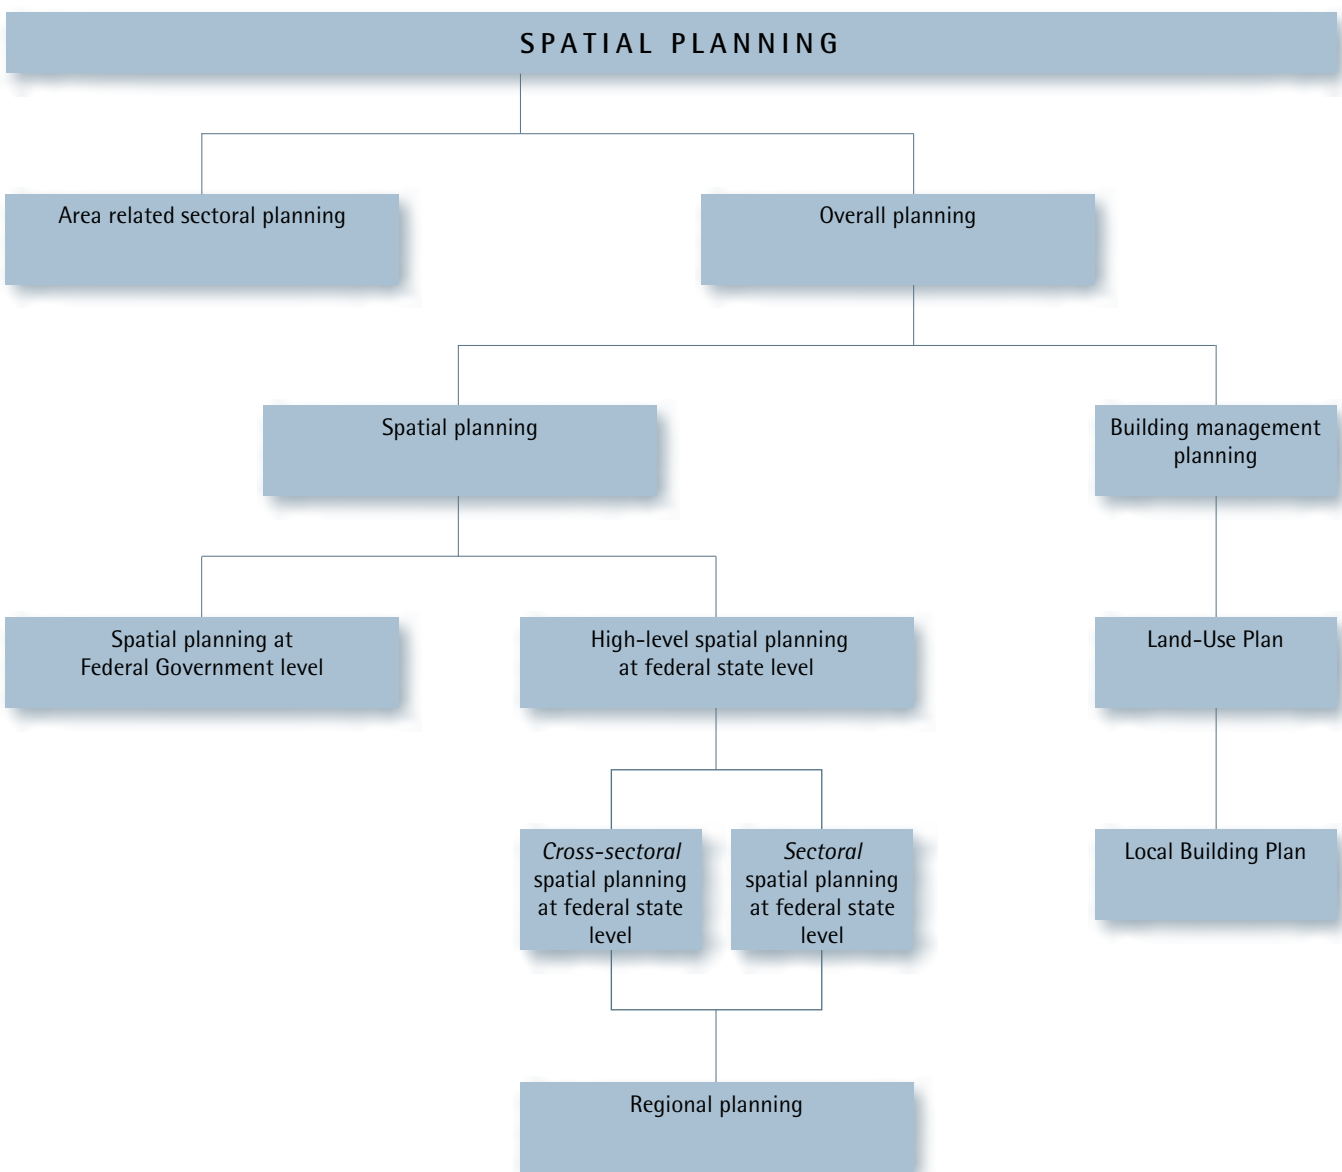 SPATIAL PLANNING
Area related sectoral planning
Overall planning
Spatial planning
Building management
planning
Spatial planning at
Federal Government level
High-level spatial planning
at federal state level
Land-Use Plan
Cross-sectoral
spatial planning
at federal state
level
Sectoral
spatial planning
at federal state
level
Local Building Plan
Regional planning